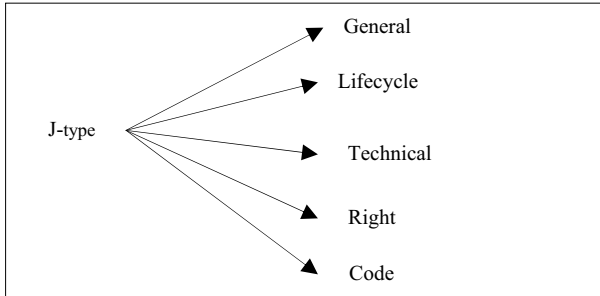 General
Lifecycle
J-type
Technical
Right
Code